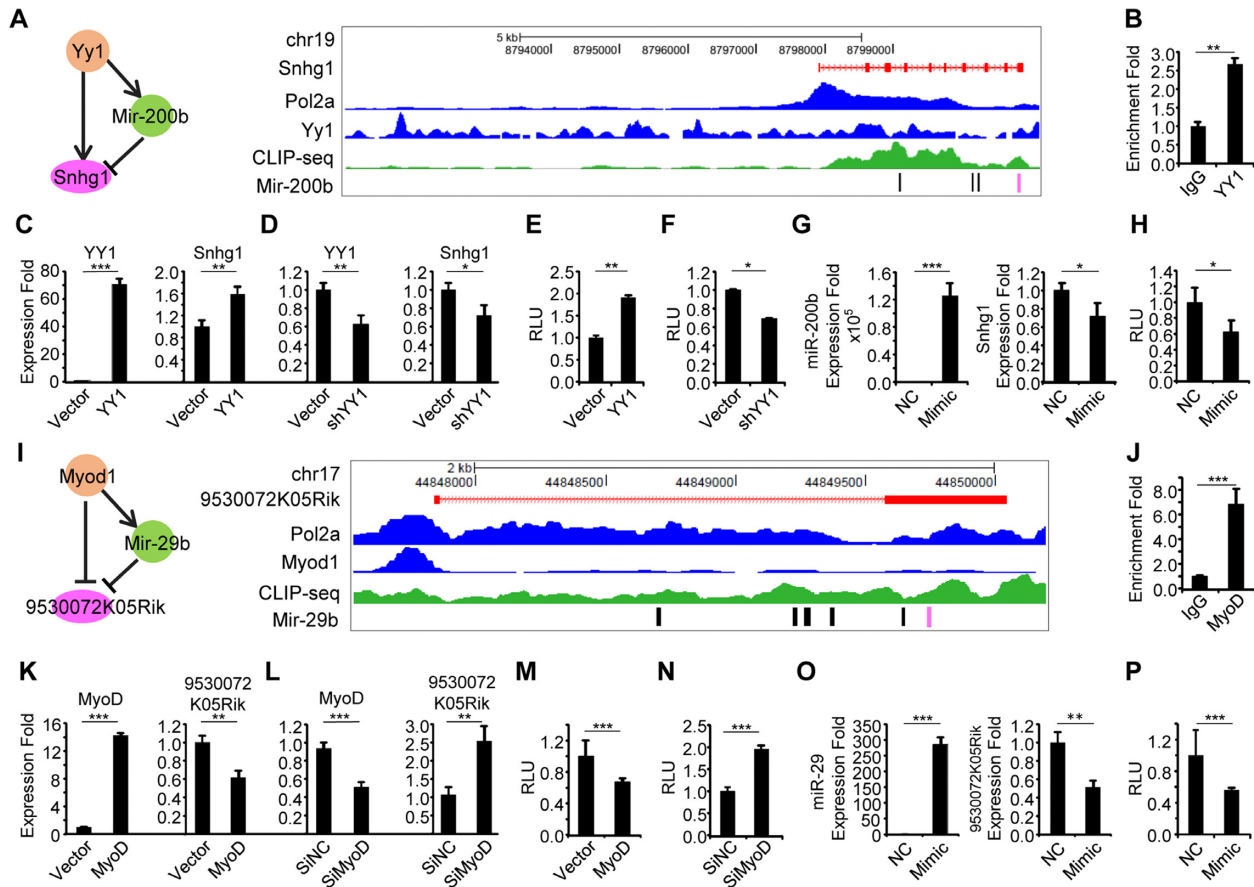 A
Yy1
Mir-200b
Snhg1
5 kb
chr19
8794000 8795000 8796000 8797000 8798000 8799000
Snhg1
Pol2a
Yy1
CLIP-seq
Mir-200b
B
Enrichment Fold
3.0
2.5
2.0
1.5
1.0
0.0
**
IgG YY1
C
Expression Fold
YY1
***
80
60
40
20
0
Vector YY1
Snhg1
**
2.0
1.6
1.2
1.0
0.8
0.4
0
Vector YY1
D
YY1
**
1.2
1.0
0.8
0.6
0.4
0.2
0
Vector shYY1
Snhg1
*
1.2
1.0
0.8
0.6
0.4
0.2
0
Vector shYY1
E
RLU
**
2.5
2.0
1.5
1.0
0.5
0.0
Vector YY1
F
RLU
*
1.2
1.0
0.8
0.6
0.4
0.2
0.0
Vector shYY1
G
miR-200b
Expression Fold
x10⁵
***
1.6
1.2
0.8
0.4
0.0
NC Mimic
Snhg1
Expression Fold
*
1.2
1.0
0.8
0.6
0.4
0.2
0.0
NC Mimic
H
RLU
*
1.4
1.2
1.0
0.8
0.6
0.4
0.2
0.0
NC Mimic
I
Myod1
Mir-29b
9530072K05Rik
2 kb
chr17
44848000 44848500 44849000 44849500 44850000
9530072K05Rik
Pol2a
Myod1
CLIP-seq
Mir-29b
J
Enrichment Fold
***
8.0
6.0
4.0
2.0
0.0
IgG MyoD
K
Expression Fold
MyoD
***
16
12
8
4
0
Vector MyoD
9530072
K05Rik
**
1.2
1.0
0.8
0.6
0.4
0.2
0
Vector MyoD
L
MyoD
***
1.2
1.0
0.8
0.6
0.4
0.2
0
SiNC SiMyoD
9530072
K05Rik
**
3.0
2.5
2.0
1.5
1.0
0.5
0
SiNC SiMyoD
M
RLU
***
1.4
1.2
0.8
0.4
0.0
Vector MyoD
N
RLU
***
2.5
2.0
1.5
1.0
0.5
0.0
SiNC SiMyoD
O
miR-29
Expression Fold
***
350
300
250
200
150
100
50
0
NC Mimic
9530072K05Rik
Expression Fold
**
1.2
1.0
0.8
0.6
0.4
0.2
0.0
NC Mimic
P
RLU
***
1.2
0.8
0.4
0.0
NC Mimic